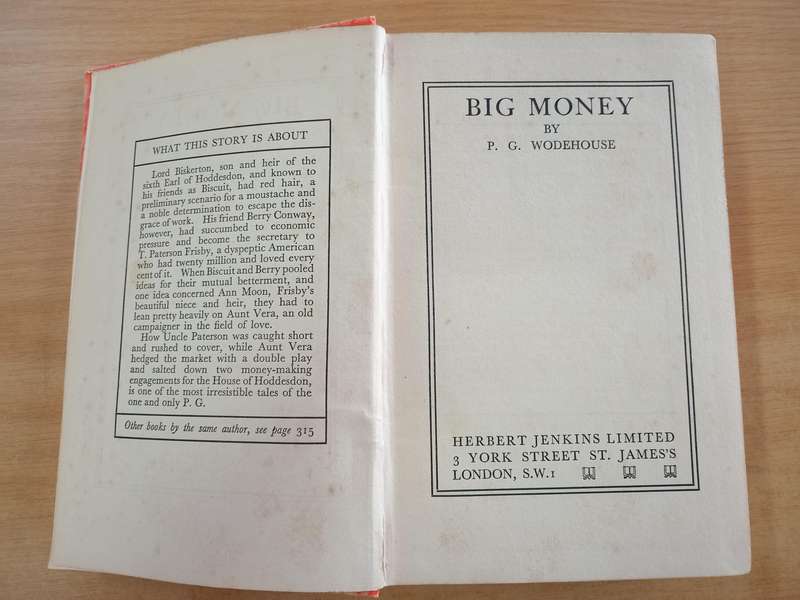 WHAT THIS STORY IS ABOUT
Lord Biskerton, son and heir of the
sixth Earl of Hoddesdon, and known to
his friends as Biscuit, had red hair, a
preliminary scenario for a moustache and
a noble determination to escape the dis-
grace of work. His friend Berry Conway,
however, had succumbed to economic
pressure and become the secretary to
T. Paterson Frisby, a dyspeptic American
who had twenty million and loved every
cent of it. When Biscuit and Berry pooled
ideas for their mutual betterment, and
one idea concerned Ann Moon, Frisby's
beautiful niece and heir, they had to
lean pretty heavily on Aunt Vera, an old
campaigner in the field of love.
How Uncle Paterson was caught short
and rushed to cover, while Aunt Vera
hedged the market with a double play
and salted down two money-making
engagements for the House of Hoddesdon,
is one of the most irresistible tales of the
one and only P. G.
Other books by the same author, see page 315
BIG MONEY
BY
P. G. WODEHOUSE
HERBERT JENKINS LIMITED
3 YORK STREET ST. JAMES'S
LONDON, S.W.1